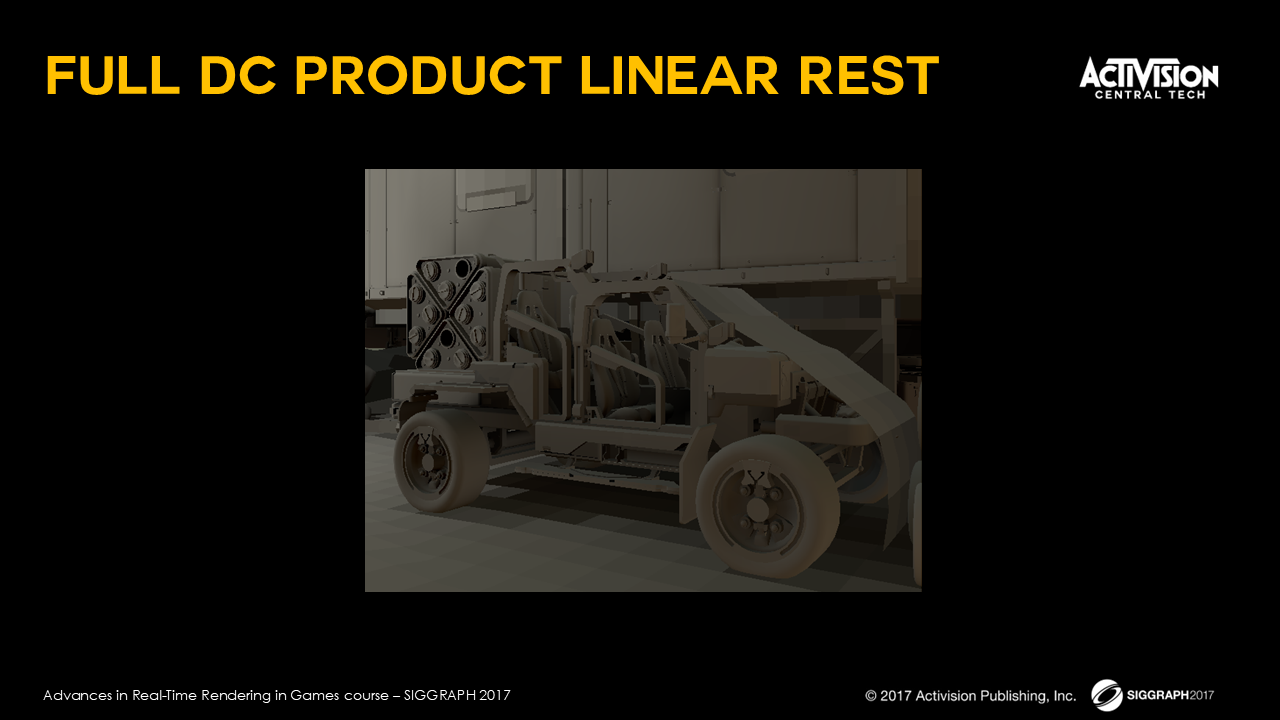 FULL DC PRODUCT LINEAR REST
ACTIVISION
CENTRAL TECH
Advances in Real-Time Rendering in Games course – SIGGRAPH 2017
© 2017 Activision Publishing, Inc.
SIGGRAPH2017